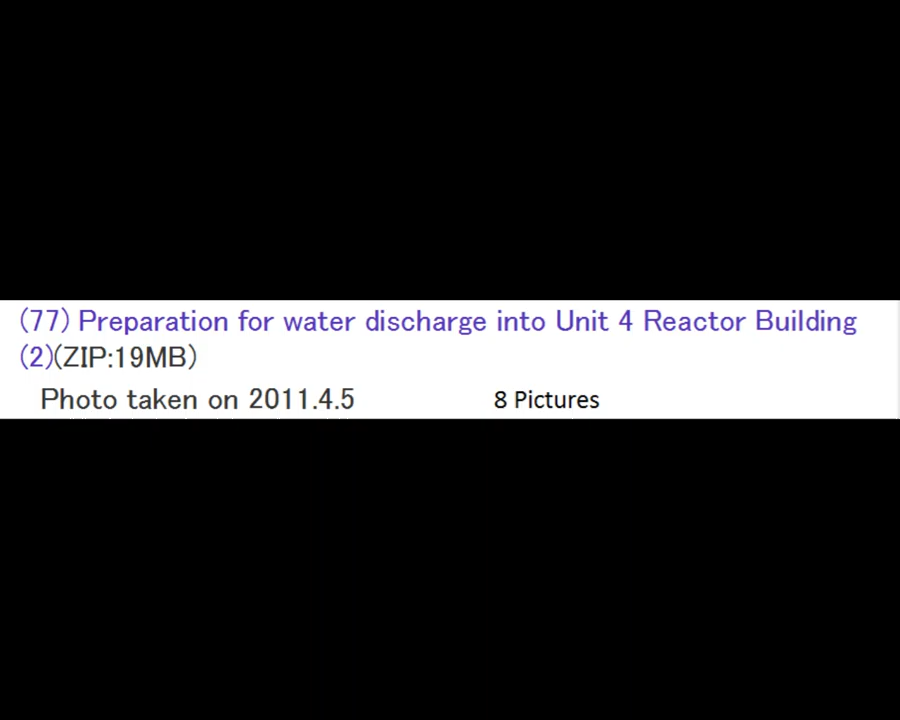 (77) Preparation for water discharge into Unit 4 Reactor Building
(2)(ZIP:19MB)
Photo taken on 2011.4.5 8 Pictures